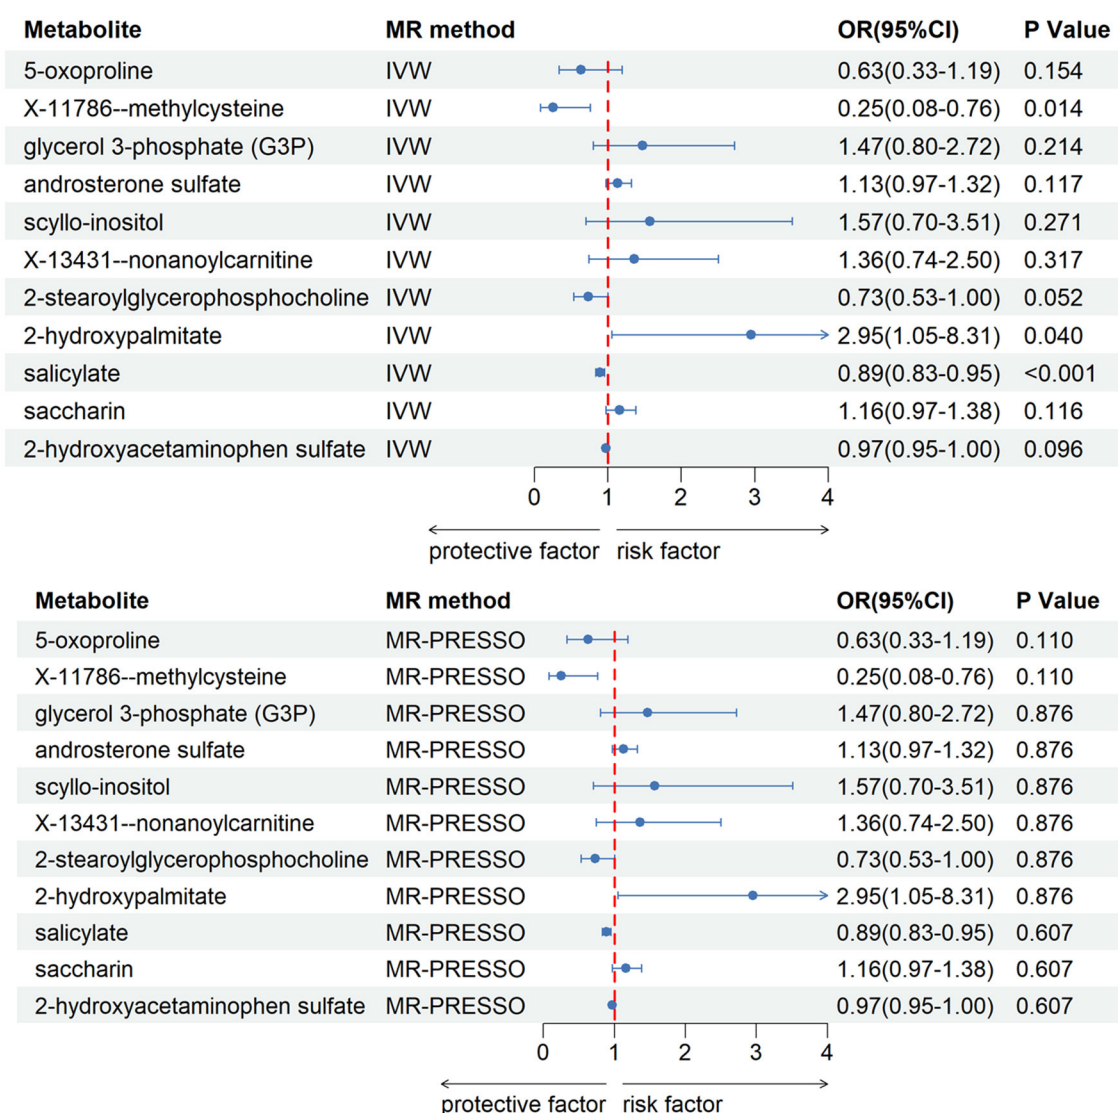 Metabolite MR method OR(95%CI) P Value
5-oxoproline IVW 0.63(0.33-1.19) 0.154
X-11786--methylcysteine IVW 0.25(0.08-0.76) 0.014
glycerol 3-phosphate (G3P) IVW 1.47(0.80-2.72) 0.214
androsterone sulfate IVW 1.13(0.97-1.32) 0.117
scyllo-inositol IVW 1.57(0.70-3.51) 0.271
X-13431--nonanoylcarnitine IVW 1.36(0.74-2.50) 0.317
2-stearoylglycerophosphocholine IVW 0.73(0.53-1.00) 0.052
2-hydroxypalmitate IVW 2.95(1.05-8.31) 0.040
salicylate IVW 0.89(0.83-0.95) <0.001
saccharin IVW 1.16(0.97-1.38) 0.116
2-hydroxyacetaminophen sulfate IVW 0.97(0.95-1.00) 0.096
0 1 2 3 4
protective factor risk factor
Metabolite MR method OR(95%CI) P Value
5-oxoproline MR-PRESSO 0.63(0.33-1.19) 0.110
X-11786--methylcysteine MR-PRESSO 0.25(0.08-0.76) 0.110
glycerol 3-phosphate (G3P) MR-PRESSO 1.47(0.80-2.72) 0.876
androsterone sulfate MR-PRESSO 1.13(0.97-1.32) 0.876
scyllo-inositol MR-PRESSO 1.57(0.70-3.51) 0.876
X-13431--nonanoylcarnitine MR-PRESSO 1.36(0.74-2.50) 0.876
2-stearoylglycerophosphocholine MR-PRESSO 0.73(0.53-1.00) 0.876
2-hydroxypalmitate MR-PRESSO 2.95(1.05-8.31) 0.876
salicylate MR-PRESSO 0.89(0.83-0.95) 0.607
saccharin MR-PRESSO 1.16(0.97-1.38) 0.607
2-hydroxyacetaminophen sulfate MR-PRESSO 0.97(0.95-1.00) 0.607
0 1 2 3 4
protective factor risk factor